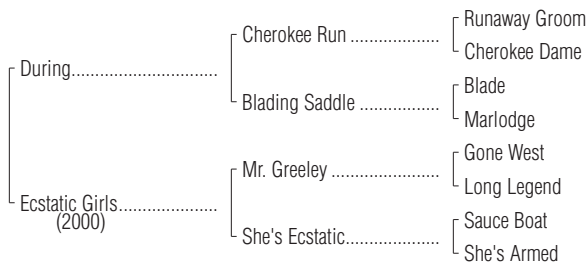 Runaway Groom
Cherokee Run ....................
Cherokee Dame
During.................................
Blade
Blading Saddle ..................
Marlodge
Gone West
Mr. Greeley ........................
Long Legend
Ecstatic Girls......................
(2000)
Sauce Boat
She's Ecstatic.....................
She's Armed